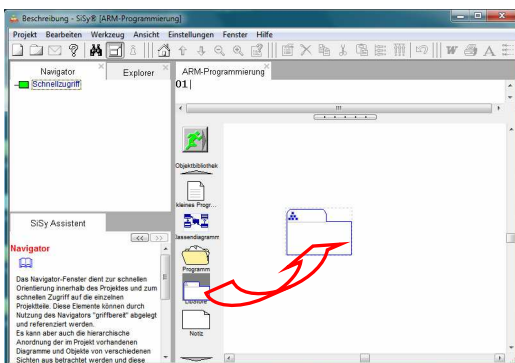 Beschreibung - SiSy® [ARM-Programmierung]
Projekt Bearbeiten Werkzeug Ansicht Einstellungen Fenster Hilfe
Navigator
Explorer
Schnellzugriff
ARM-Programmierung
01
Objektbibliothek
kleines Progr...
lassendiagramm
Programm
Notiz
SiSy Assistent
<< >>
Navigator
Das Navigator-Fenster dient zur schnellen
Orientierung innerhalb des Projektes und zum
schnellen Zugriff auf die einzelnen
Projektteile. Diese Elemente können durch
Nutzung des Navigators "griffbereit" abgelegt
und referenziert werden.
Es kann aber auch die hierarchische
Anordnung der im Projekt vorhandenen
Diagramme und Objekte von verschiedenen
Sichten aus betrachtet werden und diese